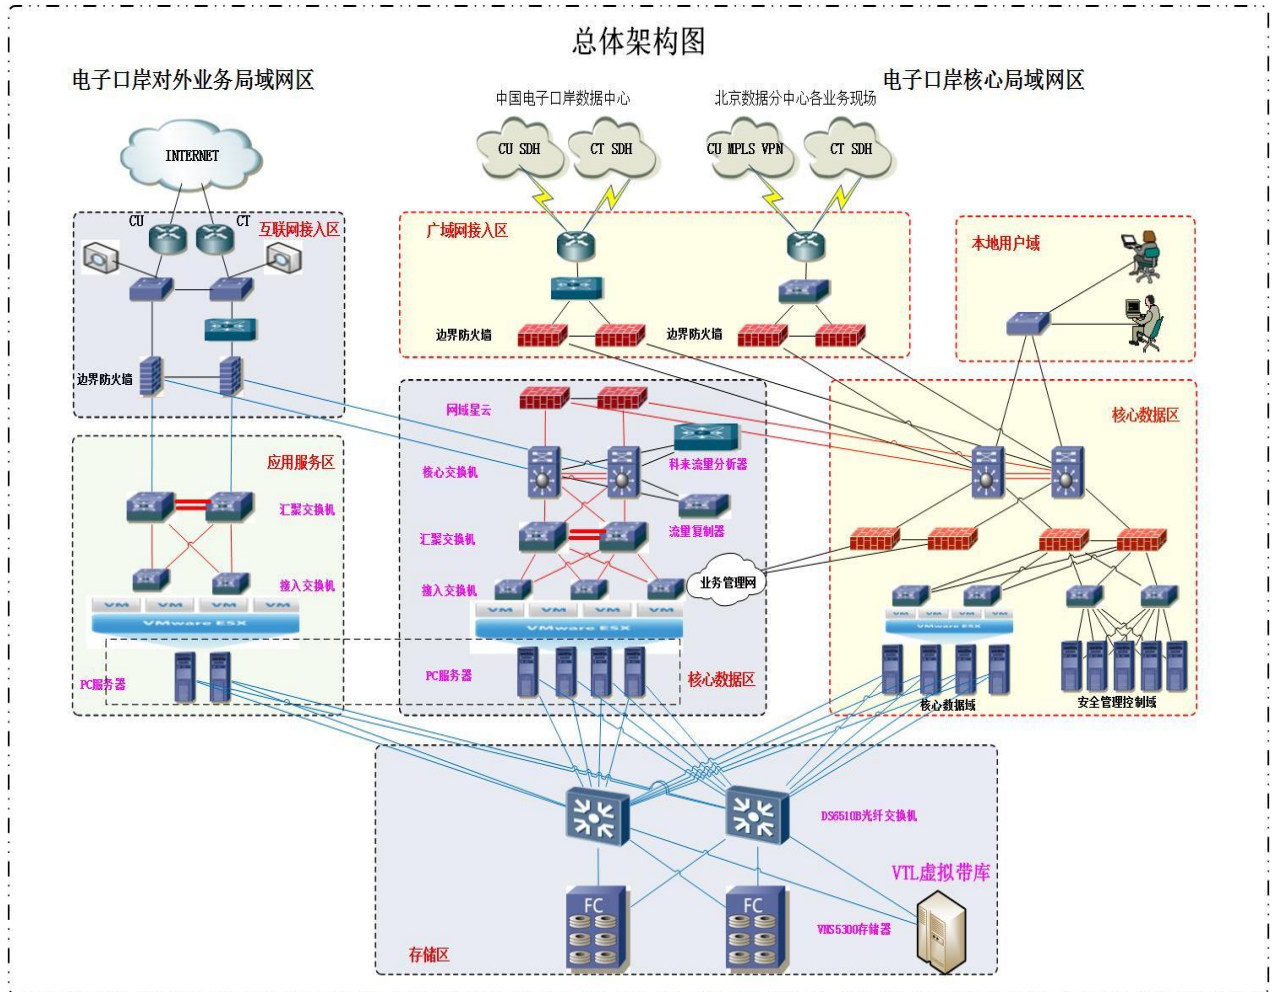 总体架构图
电子口岸对外业务局域网区
电子口岸核心局域网区
中国电子口岸数据中心
北京数据分中心各业务现场
INTERNET
CU SDH
CT SDH
CU MPLS VPN
CT SDH
CU
CT
互联网接入区
广域网接入区
本地用户域
边界防火墙
边界防火墙
边界防火墙
网域星云
核心数据区
应用服务区
核心交换机
科来流量分析器
汇聚交换机
流量复制器
汇聚交换机
接入交换机
接入交换机
业务管理网
VM VM VM VM
VMware ESX
VM VM VM VM
VMware ESX
VM VM VM VM
VMware ESX
PC服务器
PC服务器
核心数据区
核心数据域
安全管理控制域
DS6510B光纤交换机
VTL虚拟带库
FC
FC
VNS5300存储器
存储区